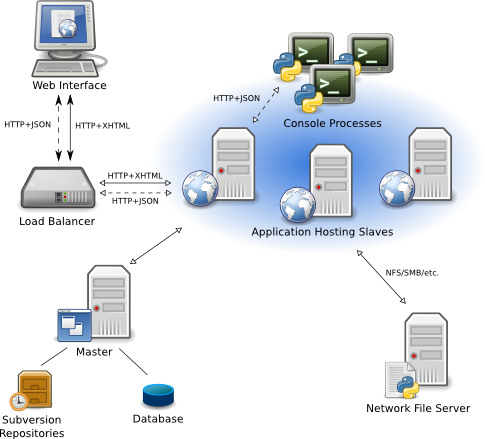 Web Interface
HTTP+JSON
HTTP+XHTML
Load Balancer
HTTP+XHTML
HTTP+JSON
HTTP+JSON
>_
>_
>_
Console Processes
Application Hosting Slaves
NFS/SMB/etc.
Master
Network File Server
Subversion
Repositories
Database